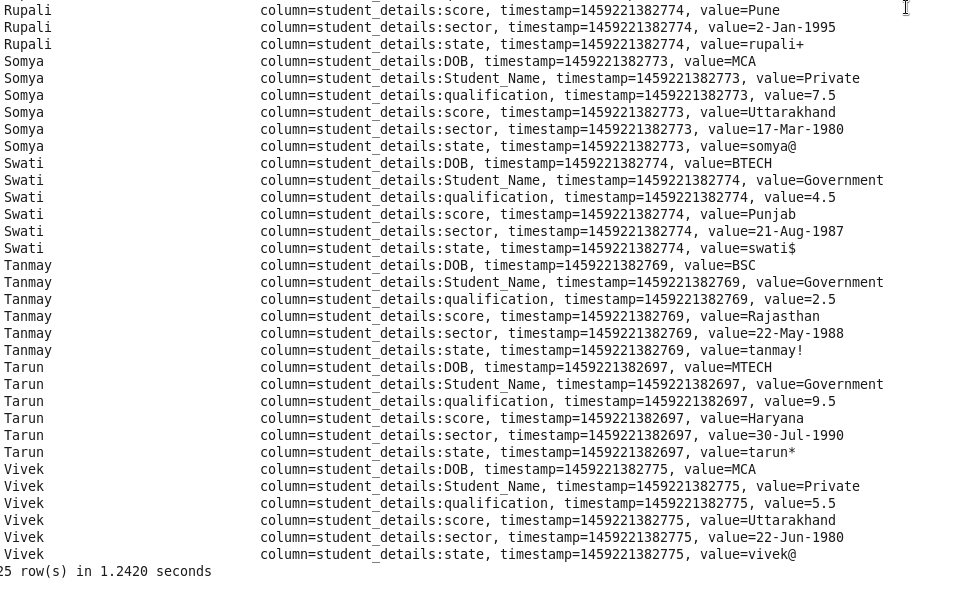 Rupali column=student_details:score, timestamp=1459221382774, value=Pune
Rupali column=student_details:sector, timestamp=1459221382774, value=2-Jan-1995
Rupali column=student_details:state, timestamp=1459221382774, value=rupali+
Somya column=student_details:DOB, timestamp=1459221382773, value=MCA
Somya column=student_details:Student_Name, timestamp=1459221382773, value=Private
Somya column=student_details:qualification, timestamp=1459221382773, value=7.5
Somya column=student_details:score, timestamp=1459221382773, value=Uttarakhand
Somya column=student_details:sector, timestamp=1459221382773, value=17-Mar-1980
Somya column=student_details:state, timestamp=1459221382773, value=somya@
Swati column=student_details:DOB, timestamp=1459221382774, value=BTECH
Swati column=student_details:Student_Name, timestamp=1459221382774, value=Government
Swati column=student_details:qualification, timestamp=1459221382774, value=4.5
Swati column=student_details:score, timestamp=1459221382774, value=Punjab
Swati column=student_details:sector, timestamp=1459221382774, value=21-Aug-1987
Swati column=student_details:state, timestamp=1459221382774, value=swati$
Tanmay column=student_details:DOB, timestamp=1459221382769, value=BSC
Tanmay column=student_details:Student_Name, timestamp=1459221382769, value=Government
Tanmay column=student_details:qualification, timestamp=1459221382769, value=2.5
Tanmay column=student_details:score, timestamp=1459221382769, value=Rajasthan
Tanmay column=student_details:sector, timestamp=1459221382769, value=22-May-1988
Tanmay column=student_details:state, timestamp=1459221382769, value=tanmay!
Tarun column=student_details:DOB, timestamp=1459221382697, value=MTECH
Tarun column=student_details:Student_Name, timestamp=1459221382697, value=Government
Tarun column=student_details:qualification, timestamp=1459221382697, value=9.5
Tarun column=student_details:score, timestamp=1459221382697, value=Haryana
Tarun column=student_details:sector, timestamp=1459221382697, value=30-Jul-1990
Tarun column=student_details:state, timestamp=1459221382697, value=tarun*
Vivek column=student_details:DOB, timestamp=1459221382775, value=MCA
Vivek column=student_details:Student_Name, timestamp=1459221382775, value=Private
Vivek column=student_details:qualification, timestamp=1459221382775, value=5.5
Vivek column=student_details:score, timestamp=1459221382775, value=Uttarakhand
Vivek column=student_details:sector, timestamp=1459221382775, value=22-Jun-1980
Vivek column=student_details:state, timestamp=1459221382775, value=vivek@
25 row(s) in 1.2420 seconds